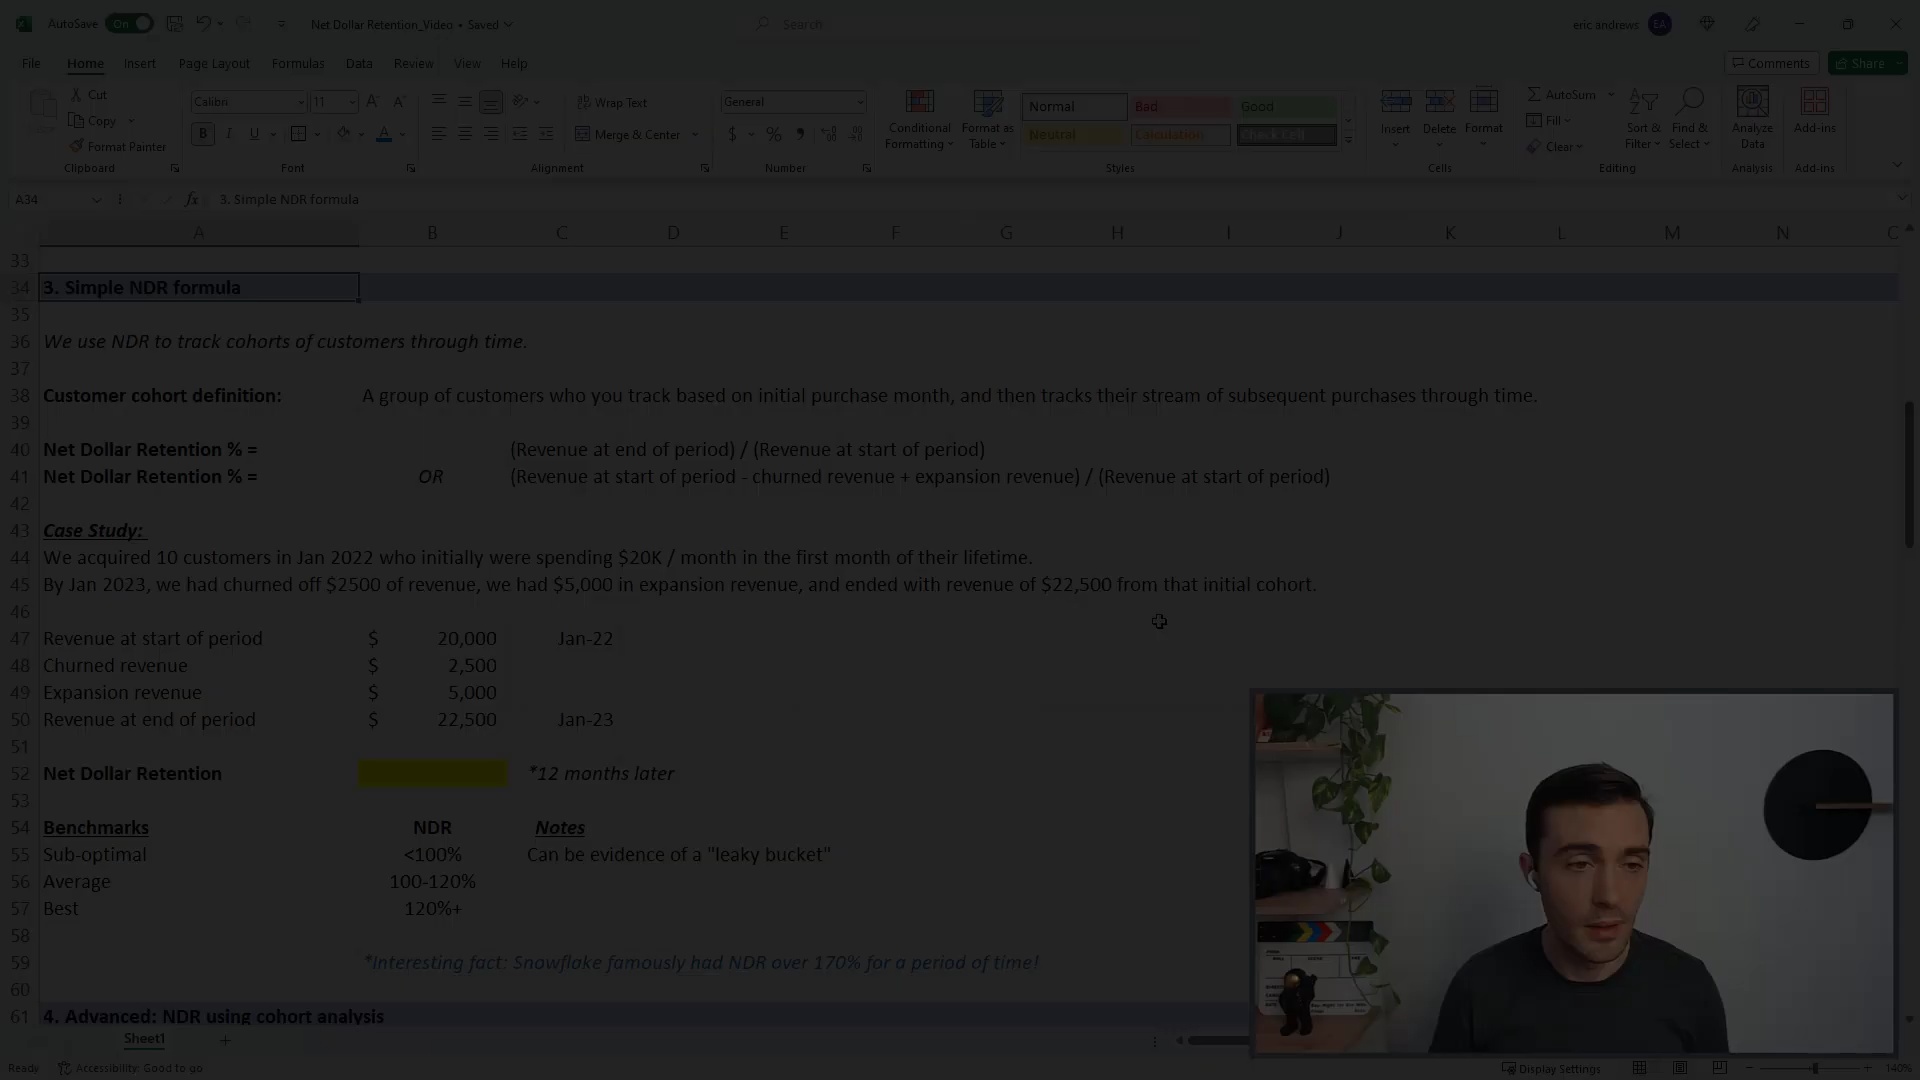 AutoSave On Net Dollar Retention_Video • Saved Search eric andrews EA
File Home Insert Page Layout Formulas Data Review View Help Comments Share
Cut
Copy
Format Painter
Clipboard
Calibri 11
B I U
Font
Wrap Text
Merge & Center
Alignment
General
$ %
Number
Conditional Formatting
Format as Table
Normal Bad Good
Neutral Calculation Check Cell
Styles
Insert Delete Format
Cells
AutoSum
Fill
Clear
Sort & Filter
Find & Select
Editing
Analyze Data
Analysis
Add-ins
Add-ins
A34 fx 3. Simple NDR formula
A B C D E F G H I J K L M N
33
34 3. Simple NDR formula
35
36 We use NDR to track cohorts of customers through time.
37
38 Customer cohort definition: A group of customers who you track based on initial purchase month, and then tracks their stream of subsequent purchases through time.
39
40 Net Dollar Retention % = (Revenue at end of period) / (Revenue at start of period)
41 Net Dollar Retention % = OR (Revenue at start of period - churned revenue + expansion revenue) / (Revenue at start of period)
42
43 Case Study:
44 We acquired 10 customers in Jan 2022 who initially were spending $20K / month in the first month of their lifetime.
45 By Jan 2023, we had churned off $2500 of revenue, we had $5,000 in expansion revenue, and ended with revenue of $22,500 from that initial cohort.
46
47 Revenue at start of period $ 20,000 Jan-22
48 Churned revenue $ 2,500
49 Expansion revenue $ 5,000
50 Revenue at end of period $ 22,500 Jan-23
51
52 Net Dollar Retention *12 months later
53
54 Benchmarks NDR Notes
55 Sub-optimal <100% Can be evidence of a "leaky bucket"
56 Average 100-120%
57 Best 120%+
58
59 *Interesting fact: Snowflake famously had NDR over 170% for a period of time!
60
61 4. Advanced: NDR using cohort analysis
Sheet1 +
Ready Accessibility: Good to go Display Settings 140%